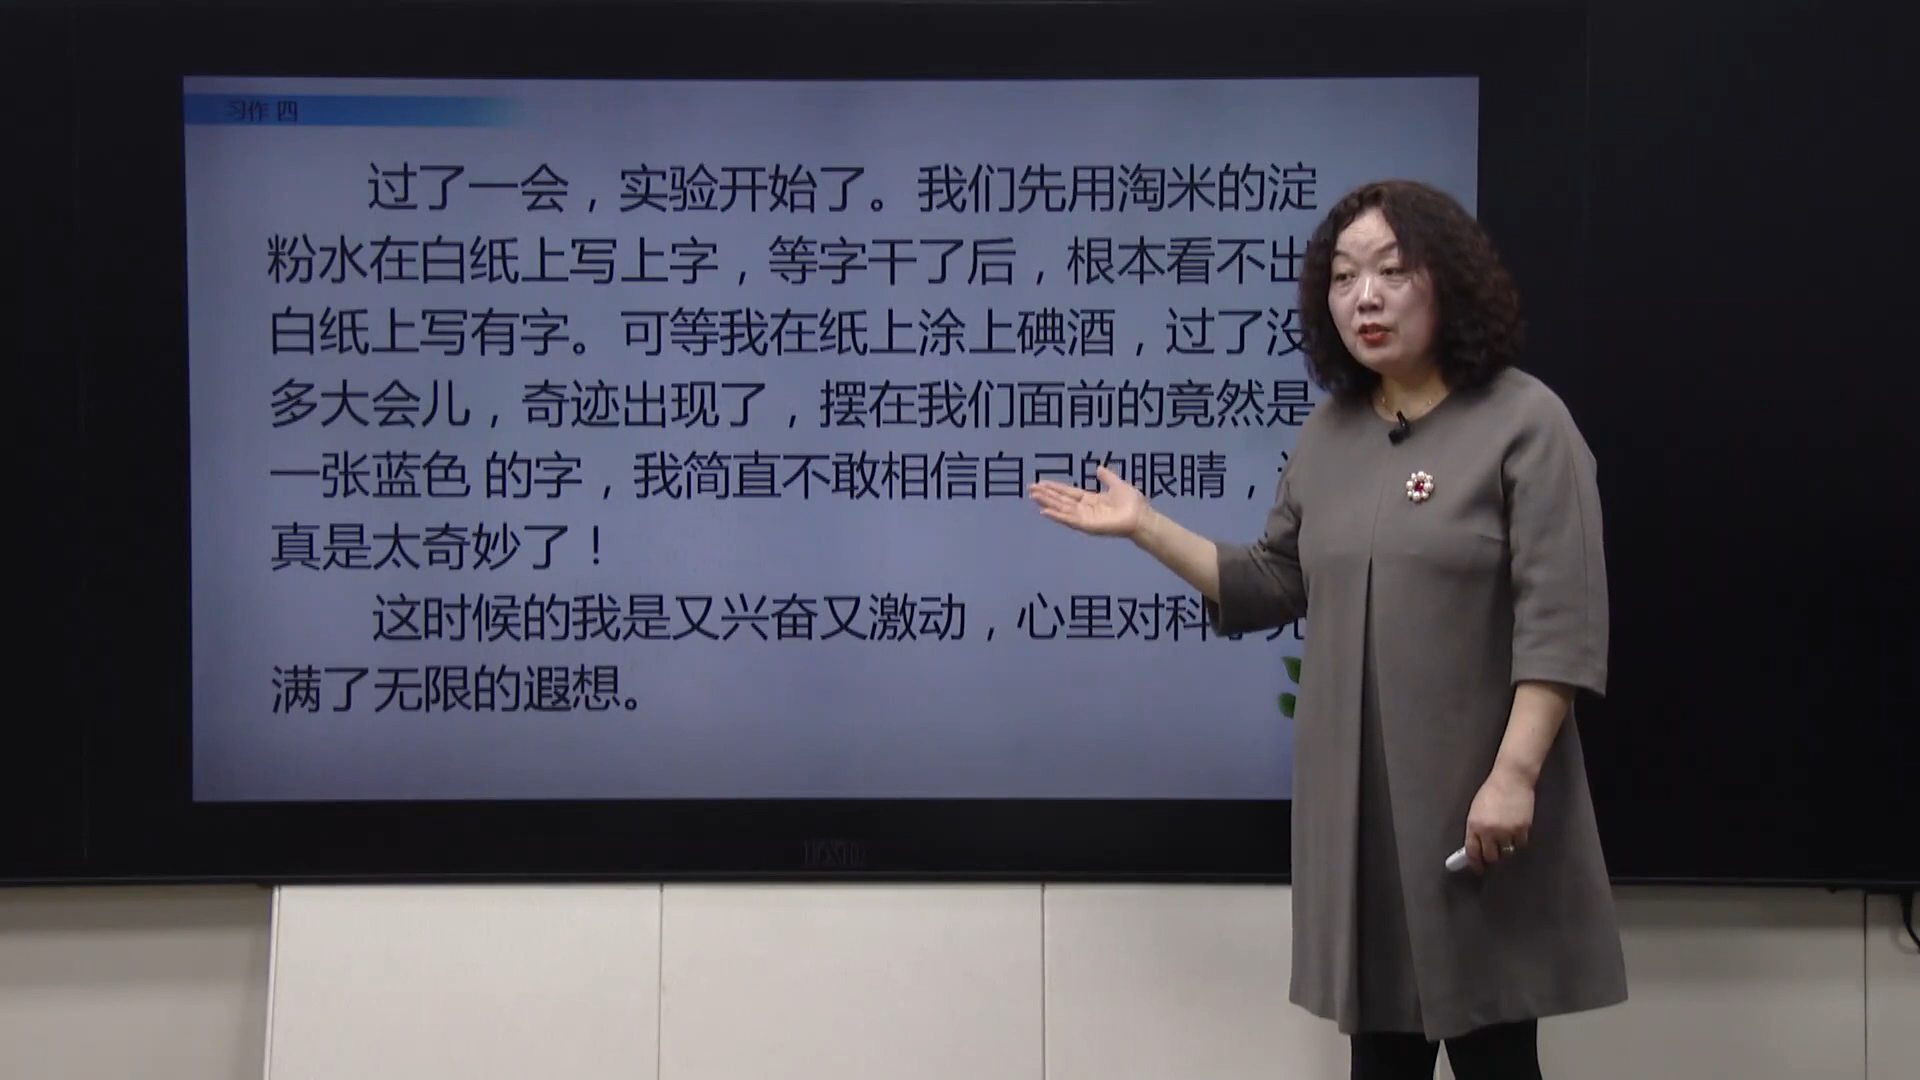 习作 四
过了一会，实验开始了。我们先用淘米的淀
粉水在白纸上写上字，等字干了后，根本看不出
白纸上写有字。可等我在纸上涂上碘酒，过了没
多大会儿，奇迹出现了，摆在我们面前的竟然是
一张蓝色 的字，我简直不敢相信自己的眼睛，
真是太奇妙了！
这时候的我是又兴奋又激动，心里对科
满了无限的遐想。